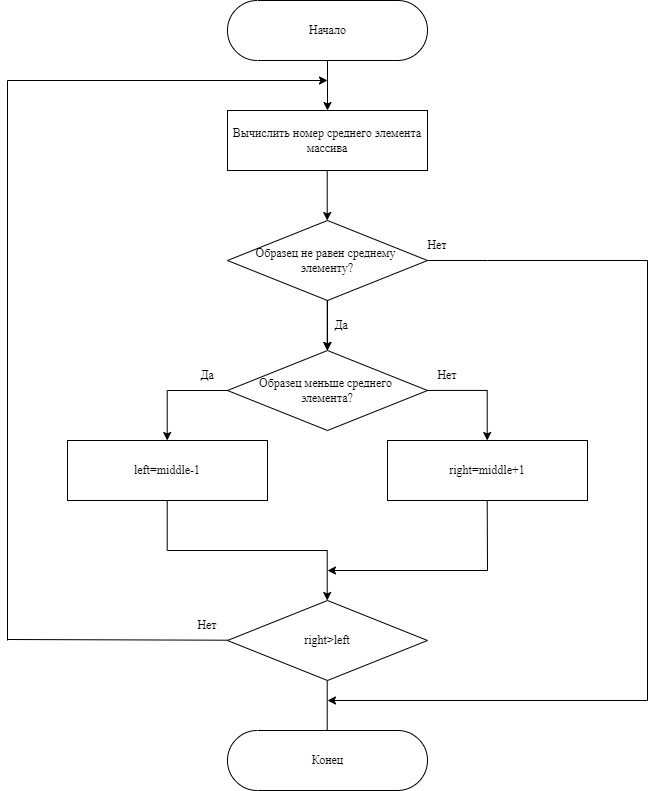 Начало
Вычислить номер среднего элемента
массива
Образец не равен среднему
элементу?
Нет
Да
Образец меньше среднего
элемента?
Да
Нет
left=middle-1
right=middle+1
right>left
Нет
Конец